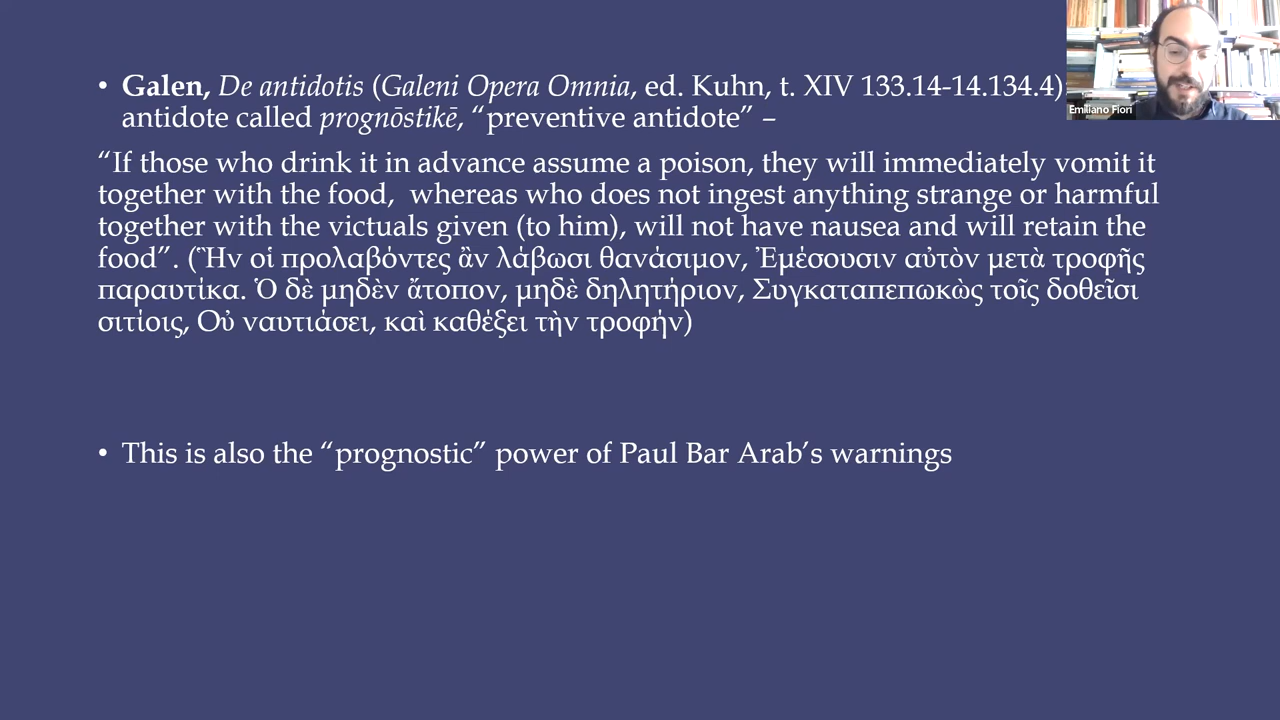 • Galen, De antidotis (Galeni Opera Omnia, ed. Kuhn, t. XIV 133.14-14.134.4)
antidote called prognōstikē, “preventive antidote” –
“If those who drink it in advance assume a poison, they will immediately vomit it
together with the food, whereas who does not ingest anything strange or harmful
together with the victuals given (to him), will not have nausea and will retain the
food”. (Ἢν οἱ προλαβόντες ἂν λάβωσι θανάσιμον, Ἐμέσουσιν αὐτὸν μετὰ τροφῆς
παραυτίκα. Ὁ δὲ μηδὲν ἄτοπον, μηδὲ δηλητήριον, Συγκαταπεπωκὼς τοῖς δοθεῖσι
σιτίοις, Οὐ ναυτιάσει, καὶ καθέξει τὴν τροφήν)
• This is also the “prognostic” power of Paul Bar Arab’s warnings
Emiliano Fiori